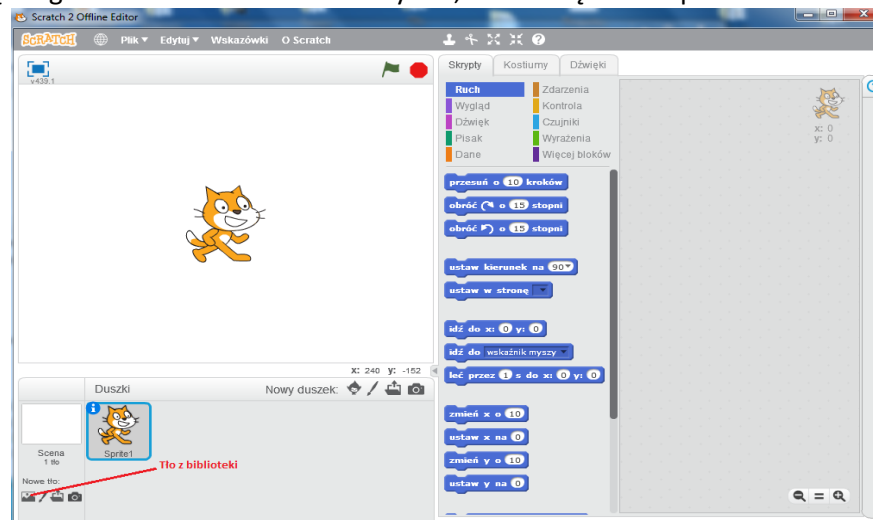 Scratch 2 Offline Editor
SCRATCH Plik Edytuj Wskazówki O Scratch
v439.1
Skrypty Kostiumy Dźwięki
Ruch Zdarzenia
Wygląd Kontrola
Dźwięk Czujniki
Pisak Wyrażenia
Dane Więcej bloków
x: 0
y: 0
przesuń o 10 kroków
obróć o 15 stopni
obróć o 15 stopni
ustaw kierunek na 90
ustaw w stronę
idź do x: 0 y: 0
idź do wskaźnik myszy
leć przez 1 s do x: 0 y: 0
zmień x o 10
ustaw x na 0
zmień y o 10
ustaw y na 0
x: 240 y: -152
Duszki Nowy duszek:
Scena
1 tło
Sprite1
Nowe tło:
Tło z biblioteki